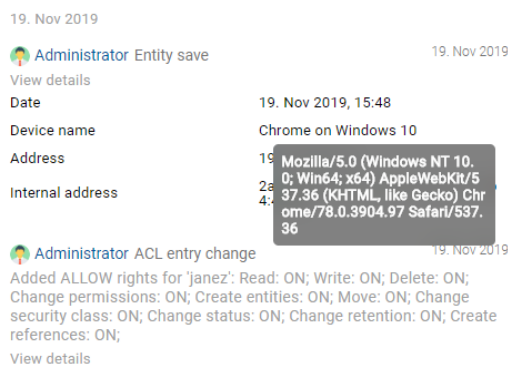 19. Nov 2019
Administrator Entity save 19. Nov 2019
View details
Date 19. Nov 2019, 15:48
Device name Chrome on Windows 10
Address 19
Mozilla/5.0 (Windows NT 10.
0; Win64; x64) AppleWebKit/5
37.36 (KHTML, like Gecko) Chr
ome/78.0.3904.97 Safari/537.
36
Internal address 2a
4:4
Administrator ACL entry change 19. Nov 2019
Added ALLOW rights for 'janez': Read: ON; Write: ON; Delete: ON;
Change permissions: ON; Create entities: ON; Move: ON; Change
security class: ON; Change status: ON; Change retention: ON; Create
references: ON;
View details